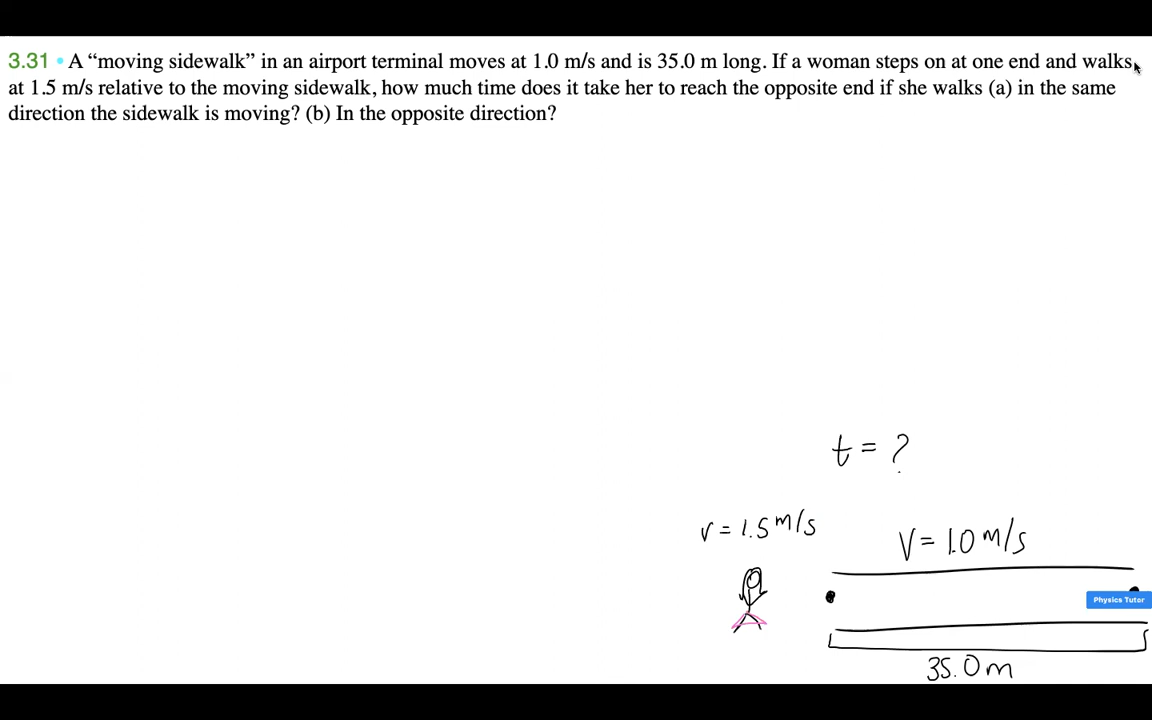 3.31 • A “moving sidewalk” in an airport terminal moves at 1.0 m/s and is 35.0 m long. If a woman steps on at one end and walks
at 1.5 m/s relative to the moving sidewalk, how much time does it take her to reach the opposite end if she walks (a) in the same
direction the sidewalk is moving? (b) In the opposite direction?
t = ?
v = 1.5 m/s
V = 1.0 m/s
Physics Tutor
35.0 m